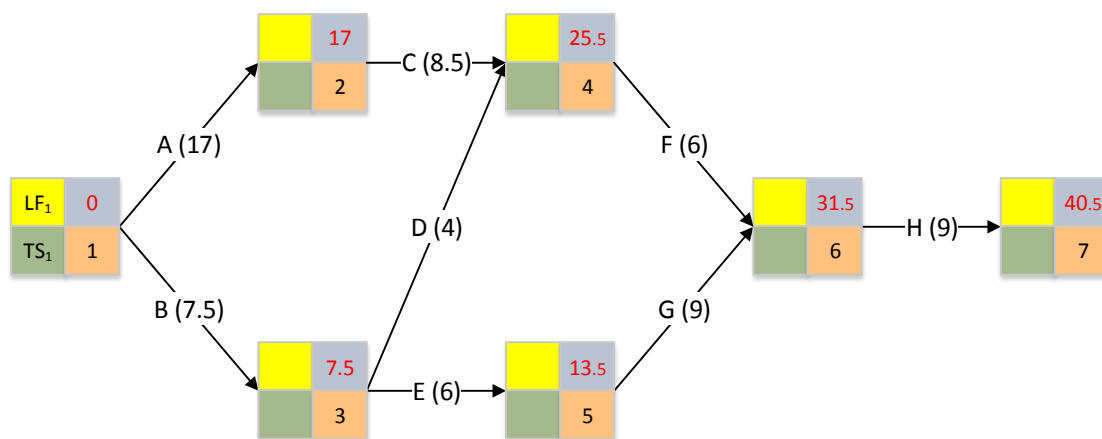 17
25.5
2
C (8.5)
4
A (17)
F (6)
LF₁ 0
TS₁ 1
D (4)
31.5
40.5
6
H (9)
7
B (7.5)
G (9)
7.5
13.5
3
E (6)
5